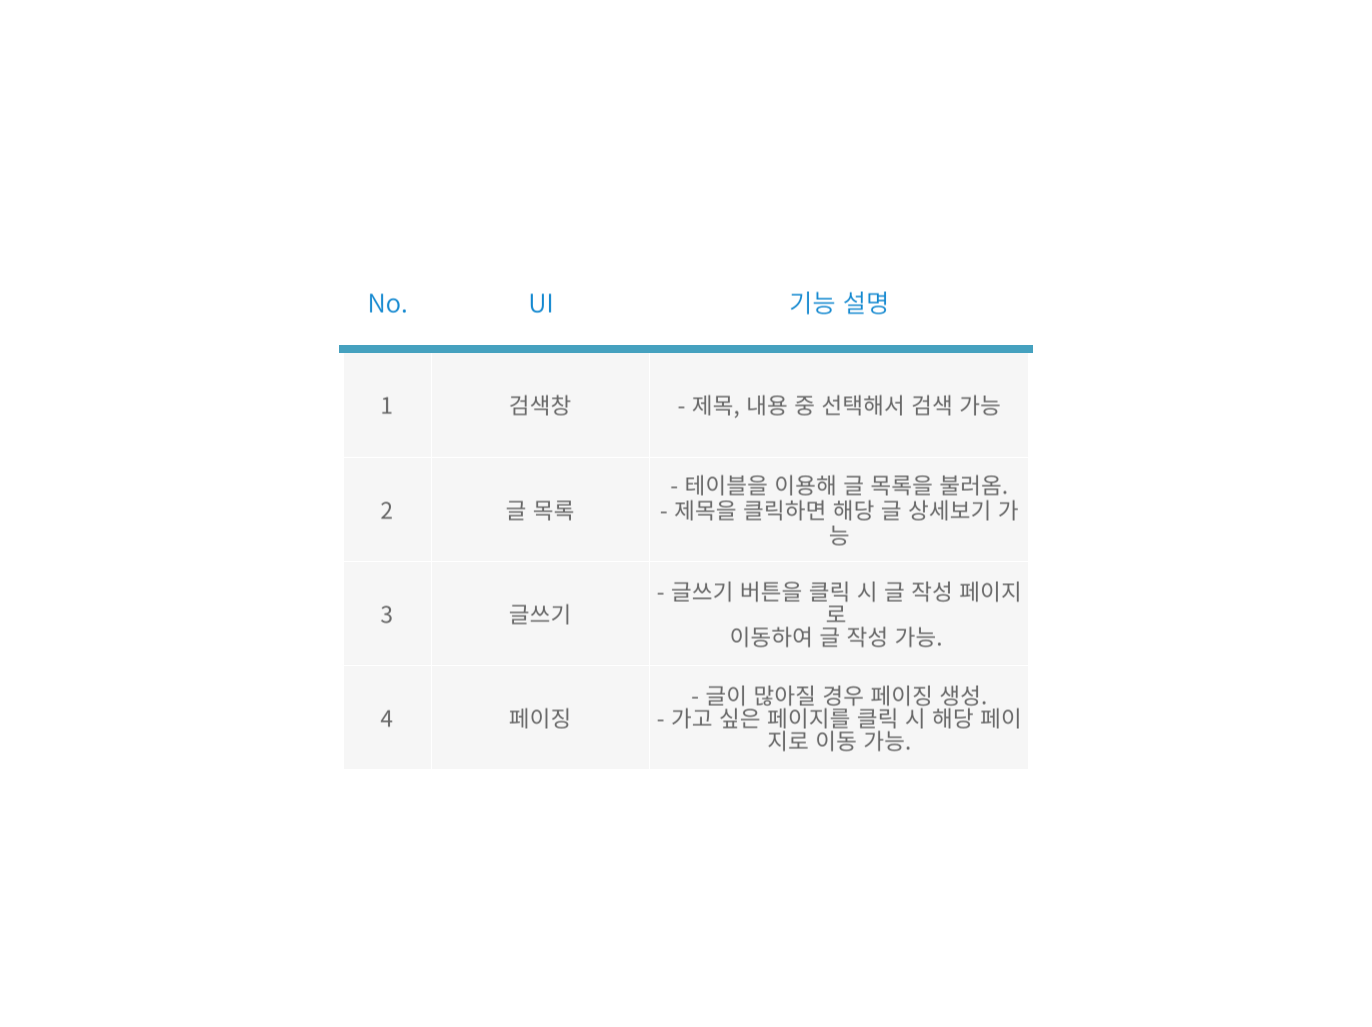 No. UI 기능 설명
1 검색창 - 제목, 내용 중 선택해서 검색 가능
2 글 목록 - 테이블을 이용해 글 목록을 불러옴.
- 제목을 클릭하면 해당 글 상세보기 가
능
3 글쓰기 - 글쓰기 버튼을 클릭 시 글 작성 페이지
로
이동하여 글 작성 가능.
4 페이징 - 글이 많아질 경우 페이징 생성.
- 가고 싶은 페이지를 클릭 시 해당 페이
지로 이동 가능.